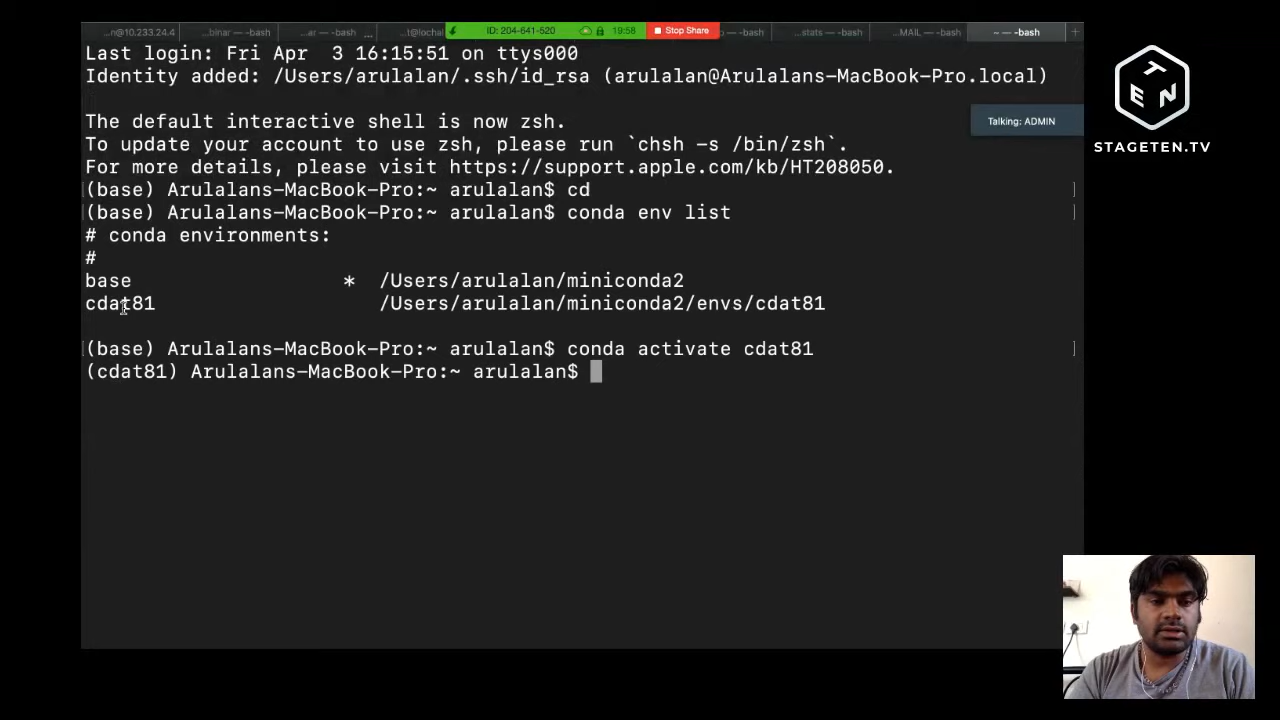 ...n@10.233.24.4
...binar — -bash
...ar — -bash
...
...t@lochal
ID: 204-641-520
19:58
Stop Share
— -bash
...stats — -bash
...MAIL — -bash
~ — -bash
+
Last login: Fri Apr  3 16:15:51 on ttys000
Identity added: /Users/arulalan/.ssh/id_rsa (arulalan@Arulalans-MacBook-Pro.local)
Talking: ADMIN
The default interactive shell is now zsh.
To update your account to use zsh, please run `chsh -s /bin/zsh`.
For more details, please visit https://support.apple.com/kb/HT208050.
(base) Arulalans-MacBook-Pro:~ arulalan$ cd
(base) Arulalans-MacBook-Pro:~ arulalan$ conda env list
# conda environments:
#
base                  *  /Users/arulalan/miniconda2
cdat81                   /Users/arulalan/miniconda2/envs/cdat81
(base) Arulalans-MacBook-Pro:~ arulalan$ conda activate cdat81
(cdat81) Arulalans-MacBook-Pro:~ arulalan$
TEN
STAGETEN.TV